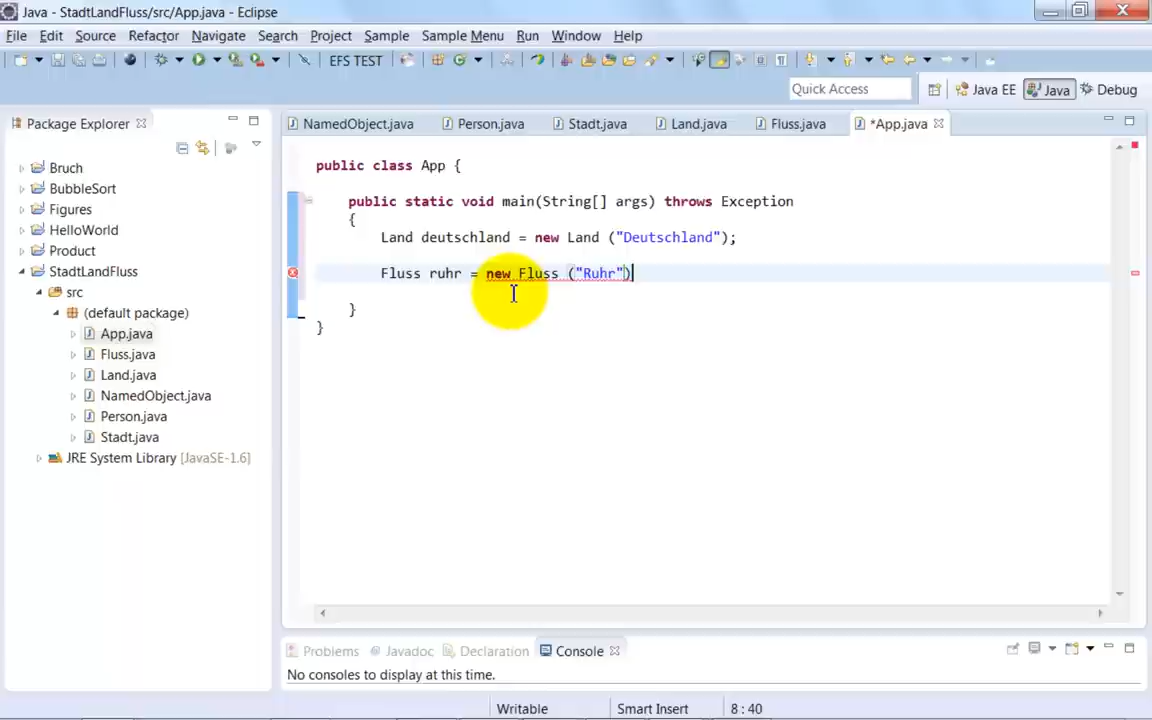 Java - StadtLandFluss/src/App.java - Eclipse
File Edit Source Refactor Navigate Search Project Sample Sample Menu Run Window Help
EFS TEST
Quick Access Java EE Java Debug
Package Explorer
NamedObject.java Person.java Stadt.java Land.java Fluss.java *App.java
Bruch
BubbleSort
Figures
HelloWorld
Product
StadtLandFluss
src
(default package)
App.java
Fluss.java
Land.java
NamedObject.java
Person.java
Stadt.java
JRE System Library [JavaSE-1.6]
public class App {
public static void main(String[] args) throws Exception
{
Land deutschland = new Land ("Deutschland");
Fluss ruhr = new Fluss ("Ruhr")
}
}
Problems Javadoc Declaration Console
No consoles to display at this time.
Writable Smart Insert 8 : 40